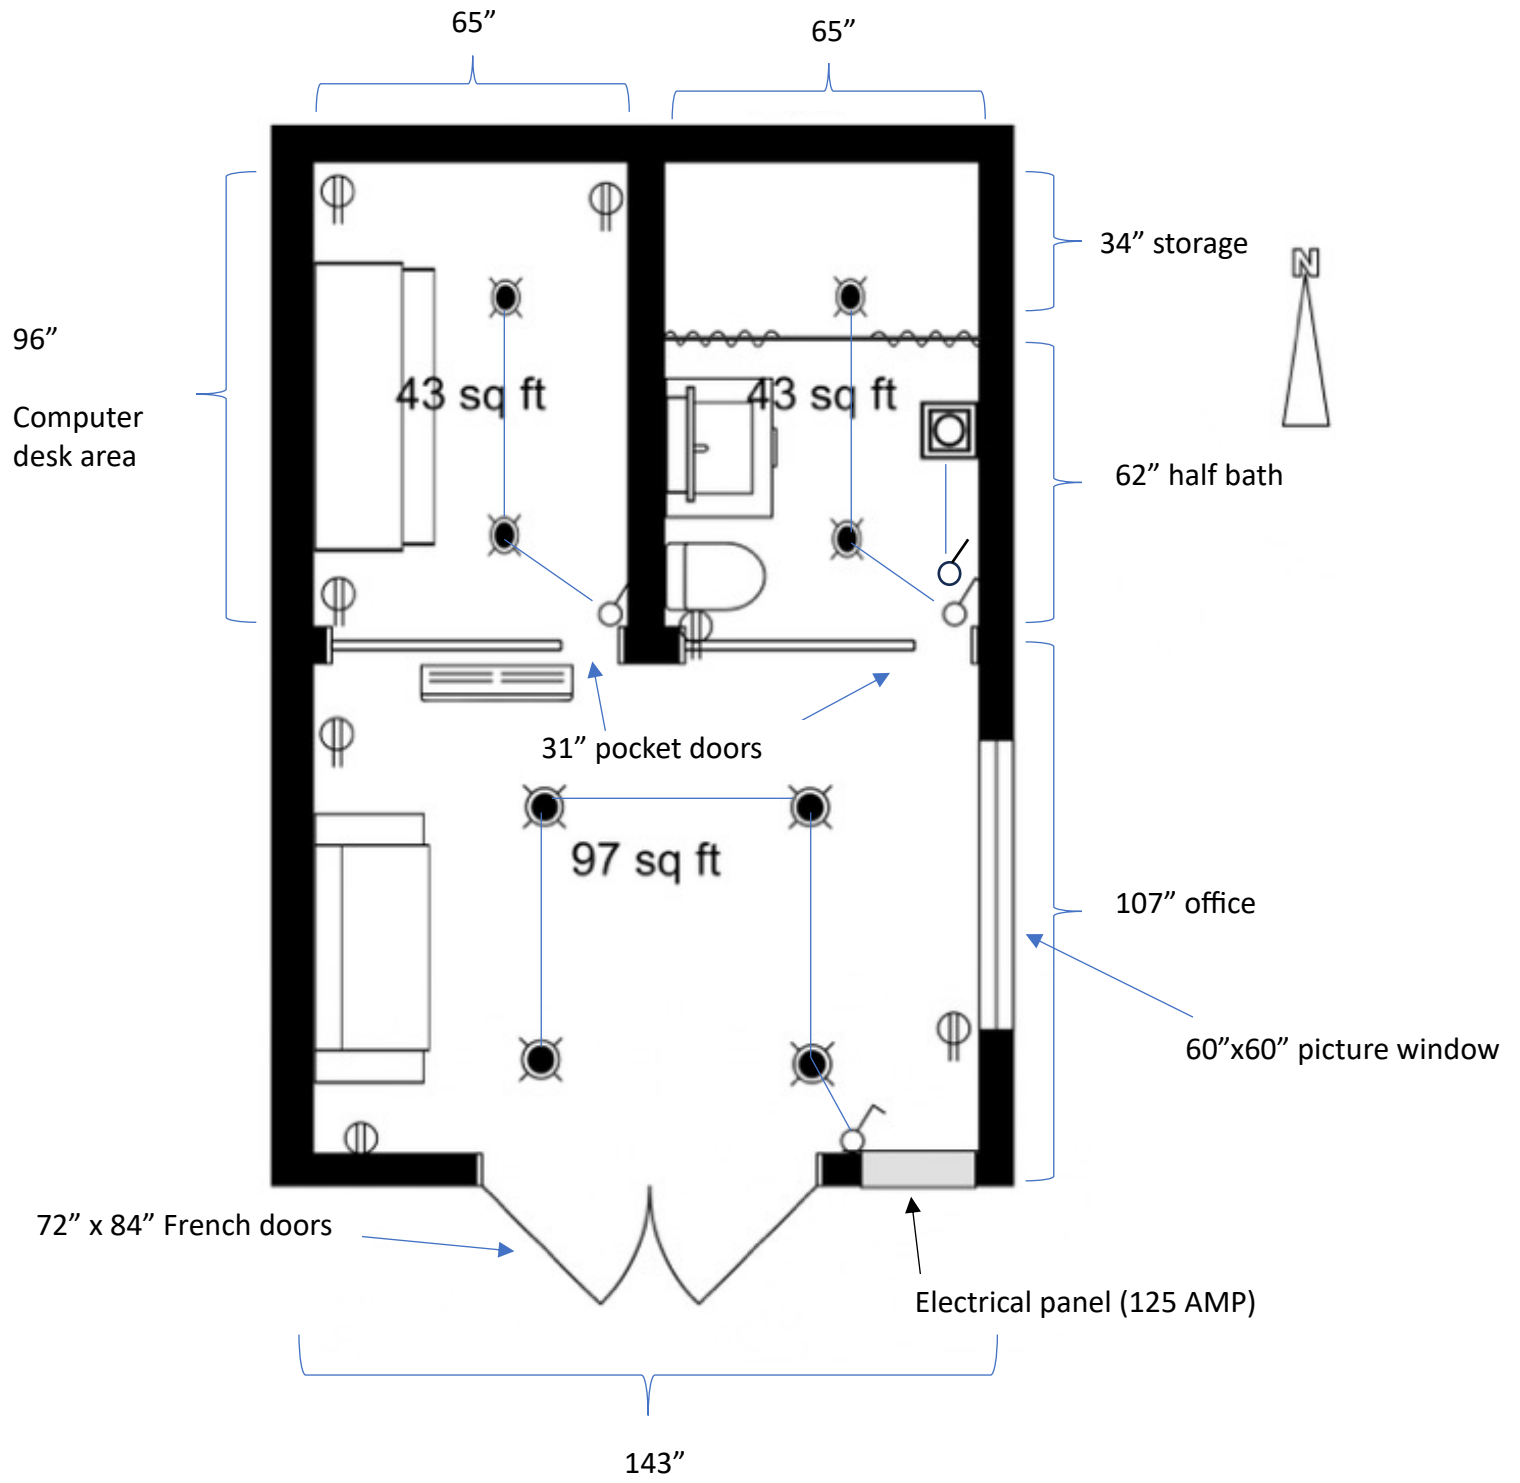 65”
65”
34” storage
N
96”
Computer
desk area
43 sq ft
43 sq ft
62” half bath
31” pocket doors
97 sq ft
107” office
60”x60” picture window
72” x 84” French doors
Electrical panel (125 AMP)
143”